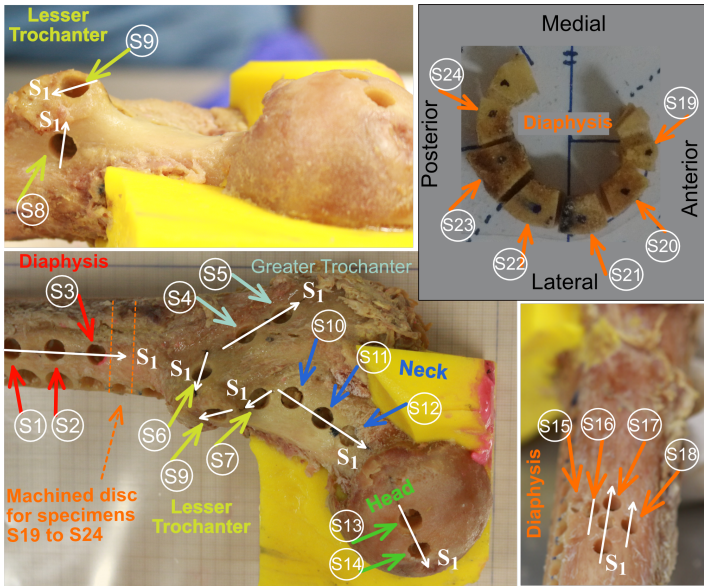 Lesser
Trochanter
S9
S1
S1
S8
Medial
S24
S19
Diaphysis
Posterior
Anterior
S23
S20
S22
S21
Lateral
Diaphysis
S3
S5
S4
Greater Trochanter
S1
S10
S1
S11
Neck
S1
S12
S1
S2
S6
S9
S7
S1
Machined disc
for specimens
S19 to S24
Lesser
Trochanter
Head
S13
S14
S1
S15
S16
S17
S18
Diaphysis
S1